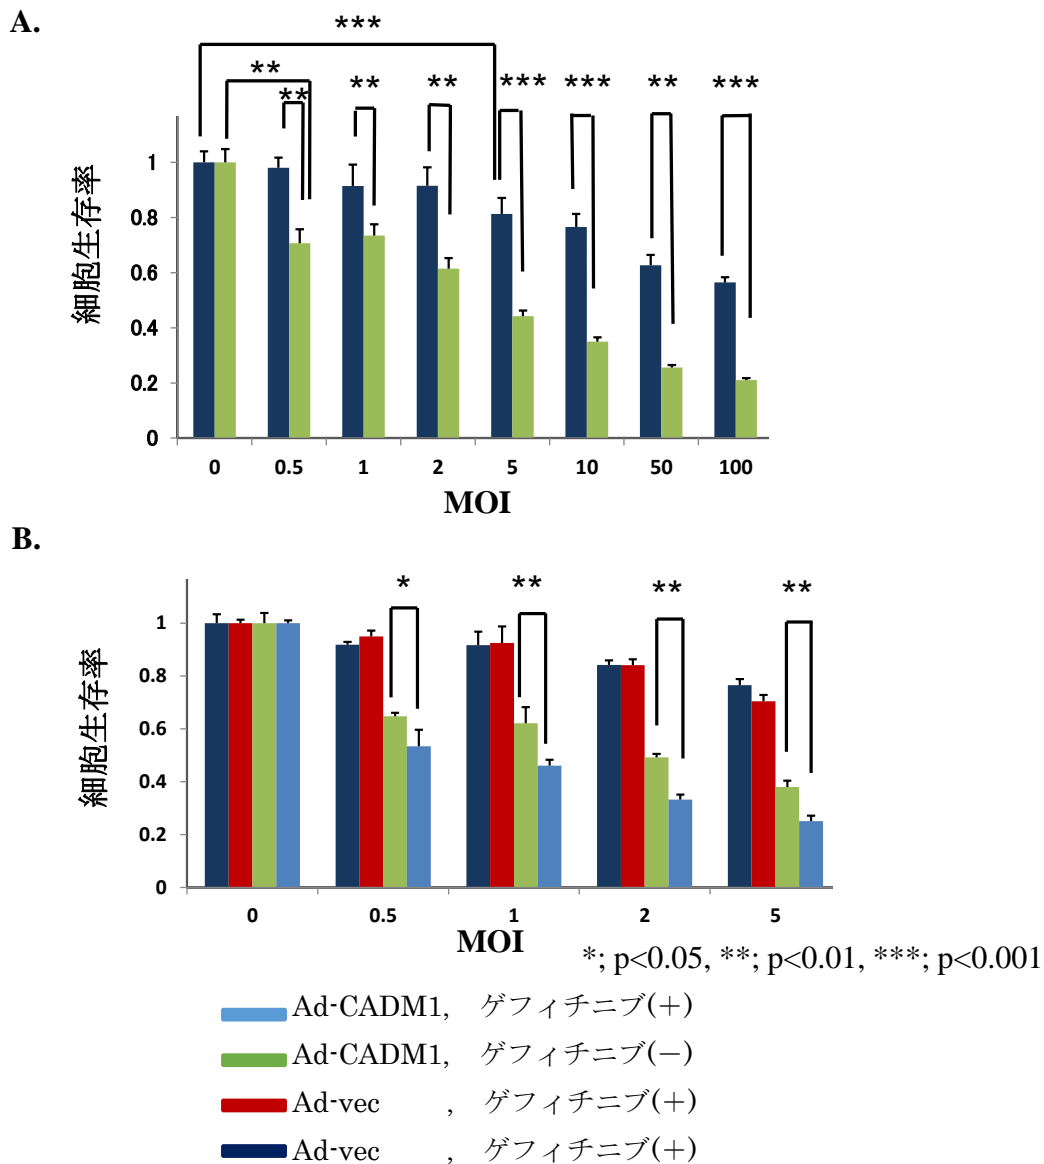 A.
***
** ** ** *** *** ** ***
**
細胞生存率
1
0.8
0.6
0.4
0.2
0
0 0.5 1 2 5 10 50 100
MOI
B.
* ** ** **
細胞生存率
1
0.8
0.6
0.4
0.2
0
0 0.5 1 2 5
MOI
*; p<0.05, **; p<0.01, ***; p<0.001
Ad-CADM1, ゲフィチニブ(+)
Ad-CADM1, ゲフィチニブ(−)
Ad-vec , ゲフィチニブ(+)
Ad-vec , ゲフィチニブ(+)